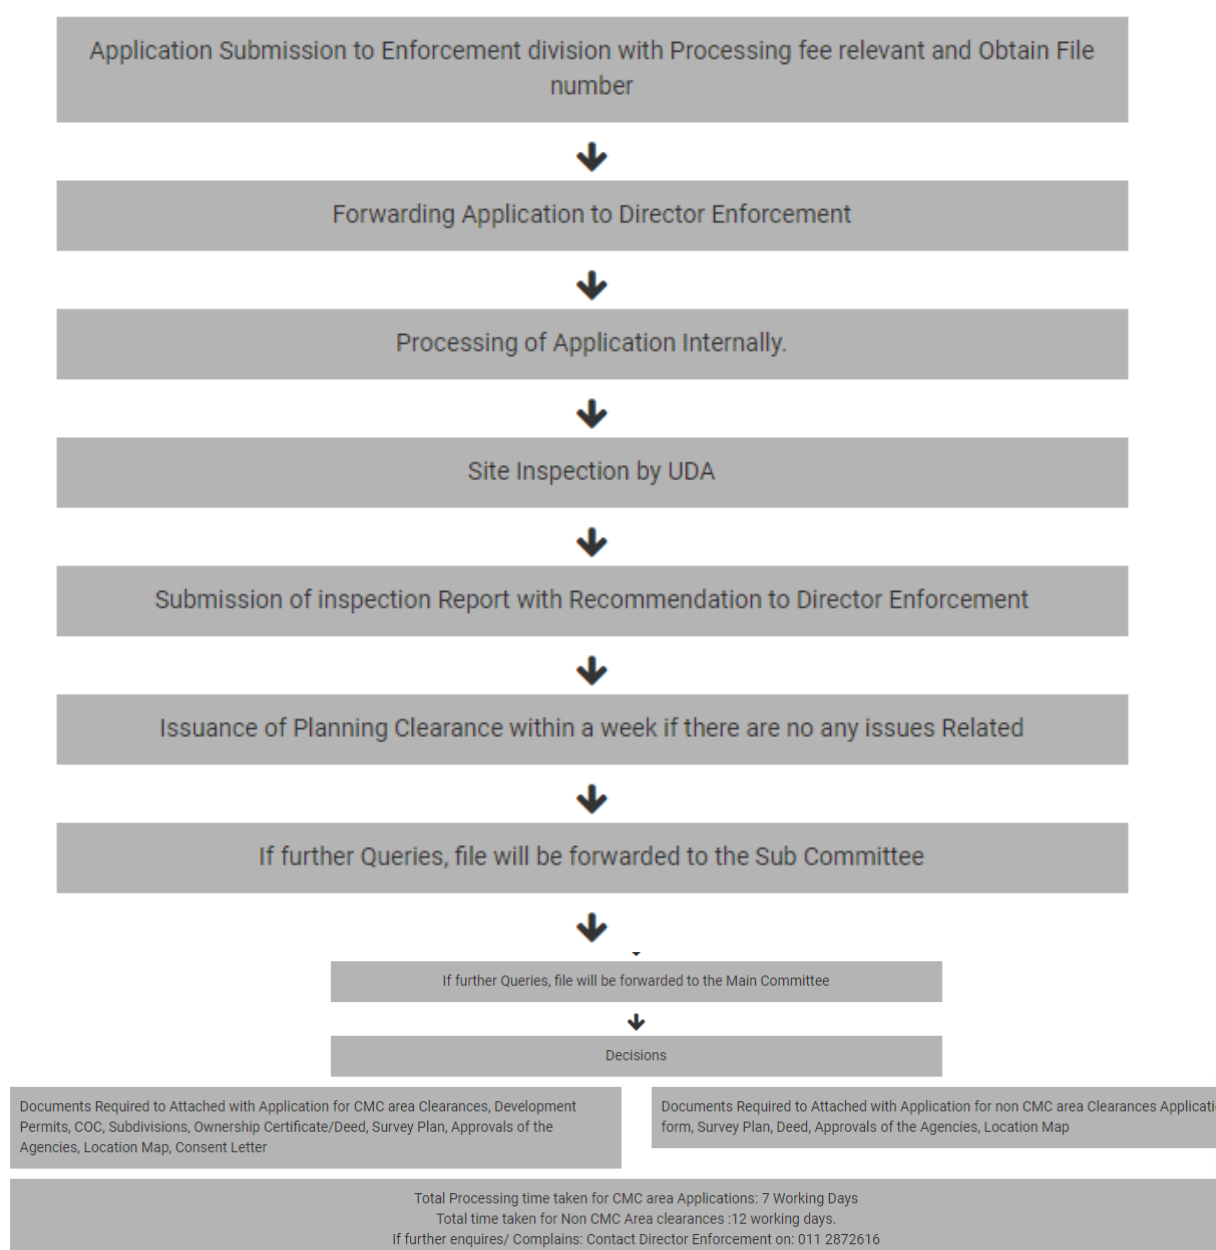 Application Submission to Enforcement division with Processing fee relevant and Obtain File
number
Forwarding Application to Director Enforcement
Processing of Application Internally.
Site Inspection by UDA
Submission of inspection Report with Recommendation to Director Enforcement
Issuance of Planning Clearance within a week if there are no any issues Related
If further Queries, file will be forwarded to the Sub Committee
If further Queries, file will be forwarded to the Main Committee
Decisions
Documents Required to Attached with Application for CMC area Clearances, Development
Permits, COC, Subdivisions, Ownership Certificate/Deed, Survey Plan, Approvals of the
Agencies, Location Map, Consent Letter
Documents Required to Attached with Application for non CMC area Clearances Applicati
form, Survey Plan, Deed, Approvals of the Agencies, Location Map
Total Processing time taken for CMC area Applications: 7 Working Days
Total time taken for Non CMC Area clearances :12 working days.
If further enquires/ Complains: Contact Director Enforcement on: 011 2872616